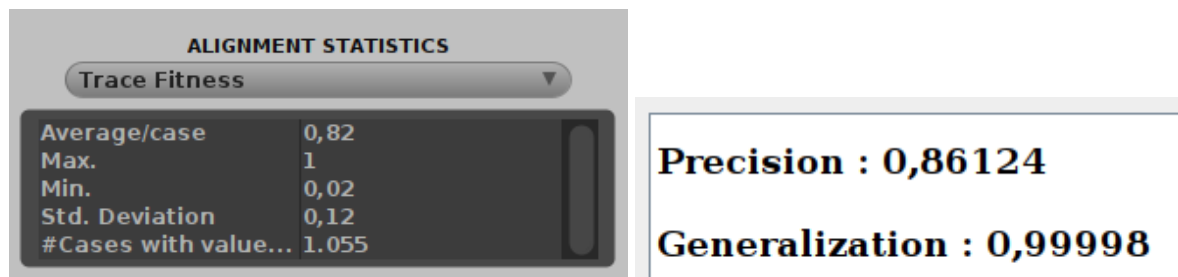 ALIGNMENT STATISTICS
Trace Fitness
Average/case 0,82
Max. 1
Min. 0,02
Std. Deviation 0,12
#Cases with value... 1.055
Precision : 0,86124
Generalization : 0,99998